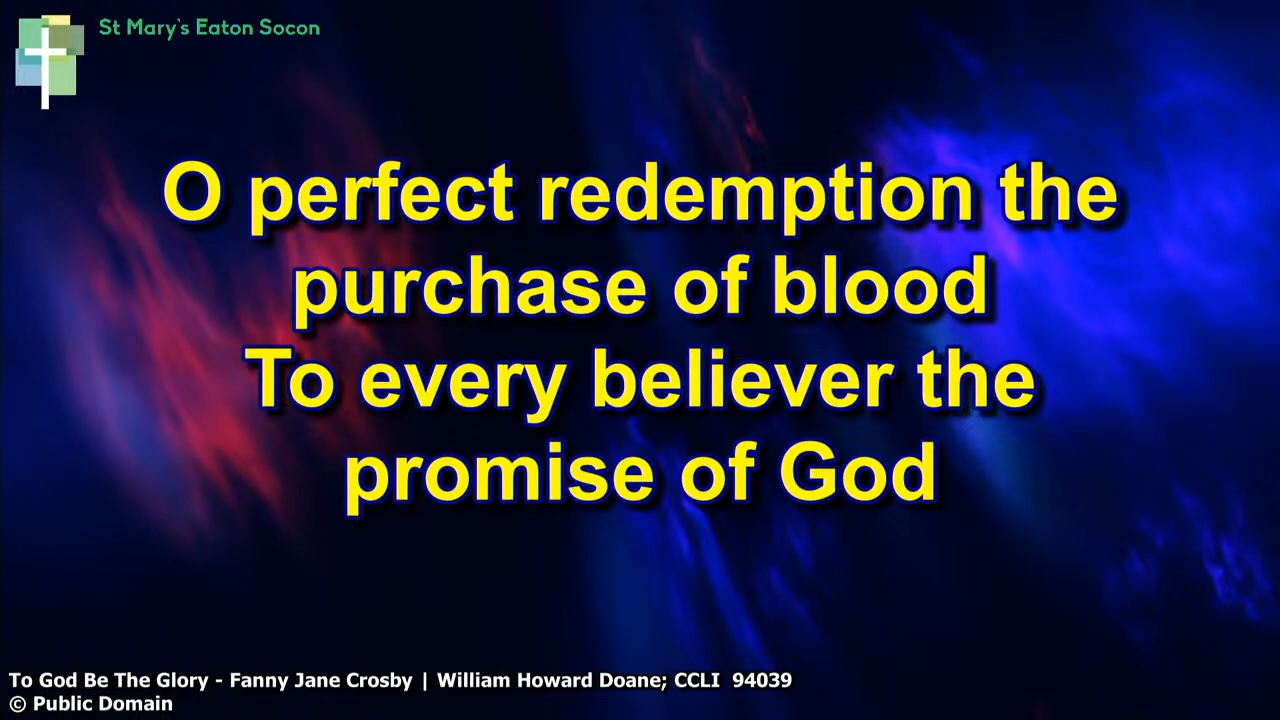 St Mary's Eaton Socon
O perfect redemption the
purchase of blood
To every believer the
promise of God
To God Be The Glory - Fanny Jane Crosby | William Howard Doane; CCLI  94039
© Public Domain